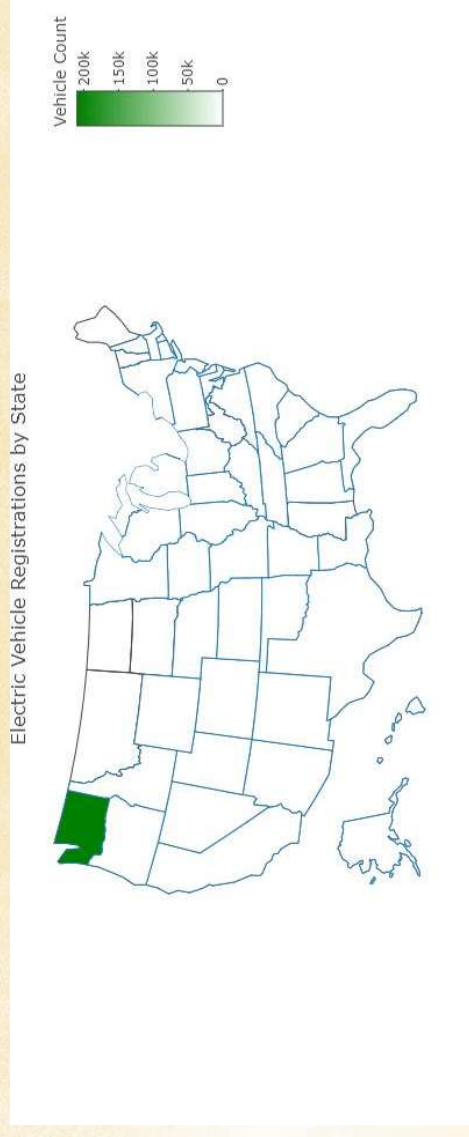 Electric Vehicle Registrations by State
Vehicle Count
200k
150k
100k
50k
0